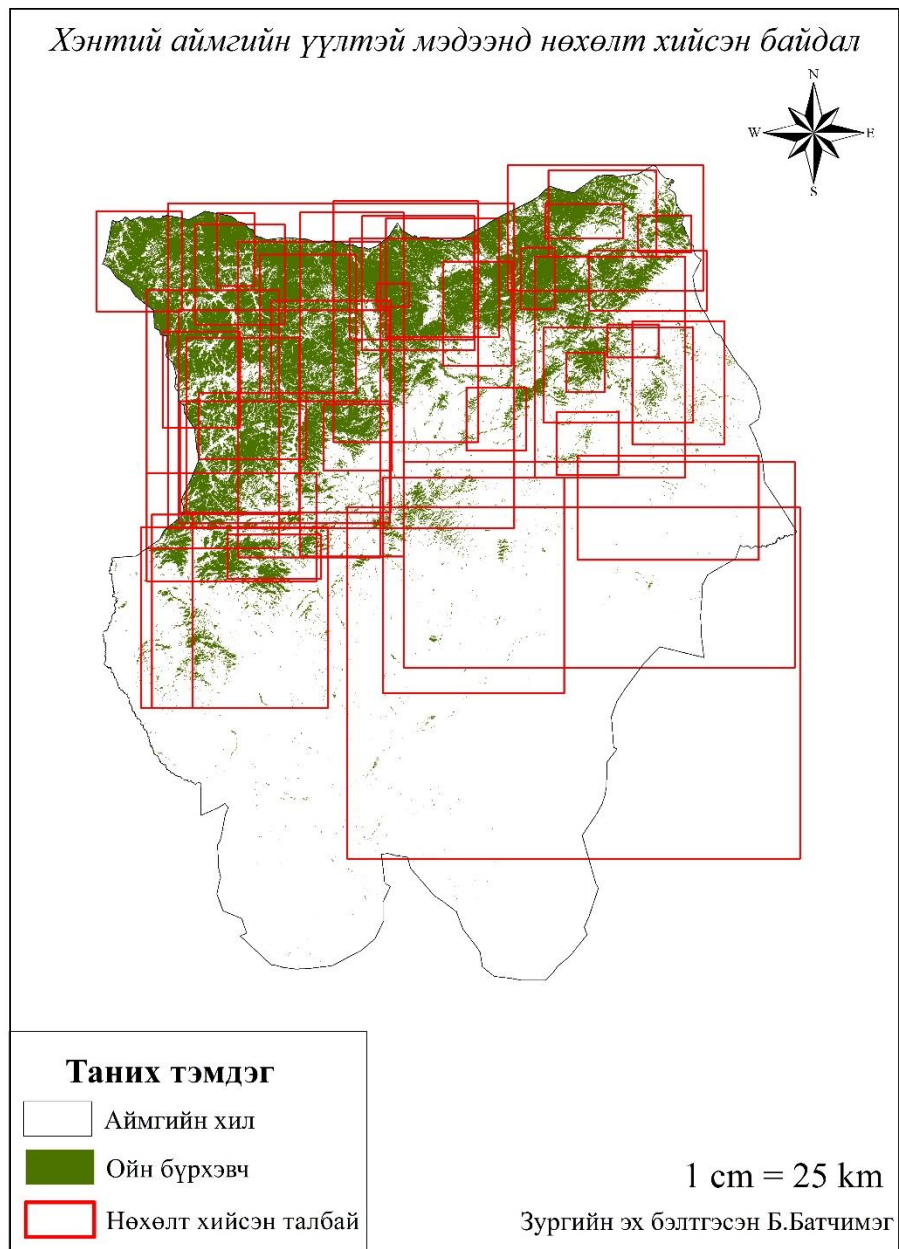 Хэнтий аймгийн үүлтэй мэдээнд нөхөлт хийсэн байдал
N
W E
S
Таних тэмдэг
Аймгийн хил
Ойн бүрхэвч
Нөхөлт хийсэн талбай
1 cm = 25 km
Зургийн эх бэлтгэсэн Б.Батчимэг